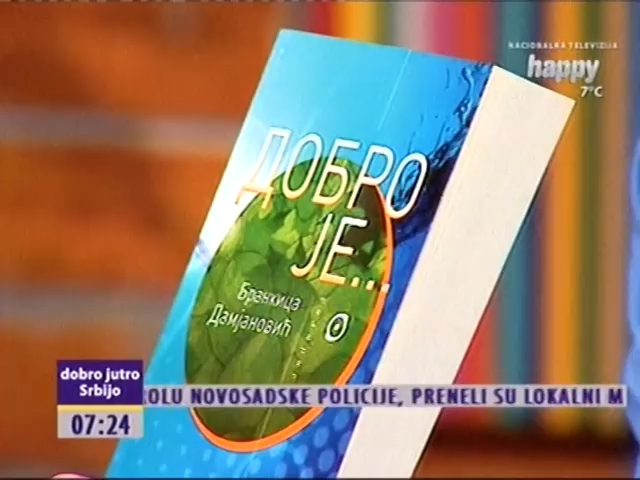 NACIONALNA TELEVIZIJA
happy
7°C
ДОБРО
ЈЕ...
Бранкица
Дамјановић
dobro jutro
Srbijo
ROLU NOVOSADSKE POLICIJE, PRENELI SU LOKALNI M
07:24